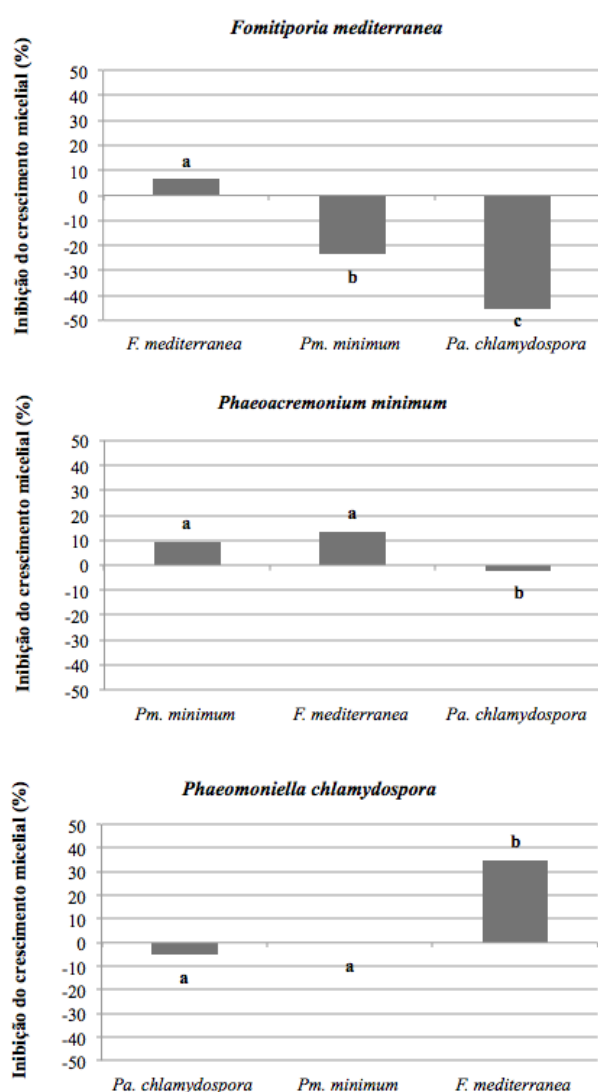 Fomitiporia mediterranea
Inibição do crescimento micelial (%)
50
40
30
20
10
0
-10
-20
-30
-40
-50
a
b
c
F. mediterranea Pm. minimum Pa. chlamydospora
Phaeoacremonium minimum
Inibição do crescimento micelial (%)
50
40
30
20
10
0
-10
-20
-30
-40
-50
a
a
b
Pm. minimum F. mediterranea Pa. chlamydospora
Phaeomoniella chlamydospora
Inibição do crescimento micelial (%)
50
40
30
20
10
0
-10
-20
-30
-40
-50
a
a
b
Pa. chlamydospora Pm. minimum F. mediterranea